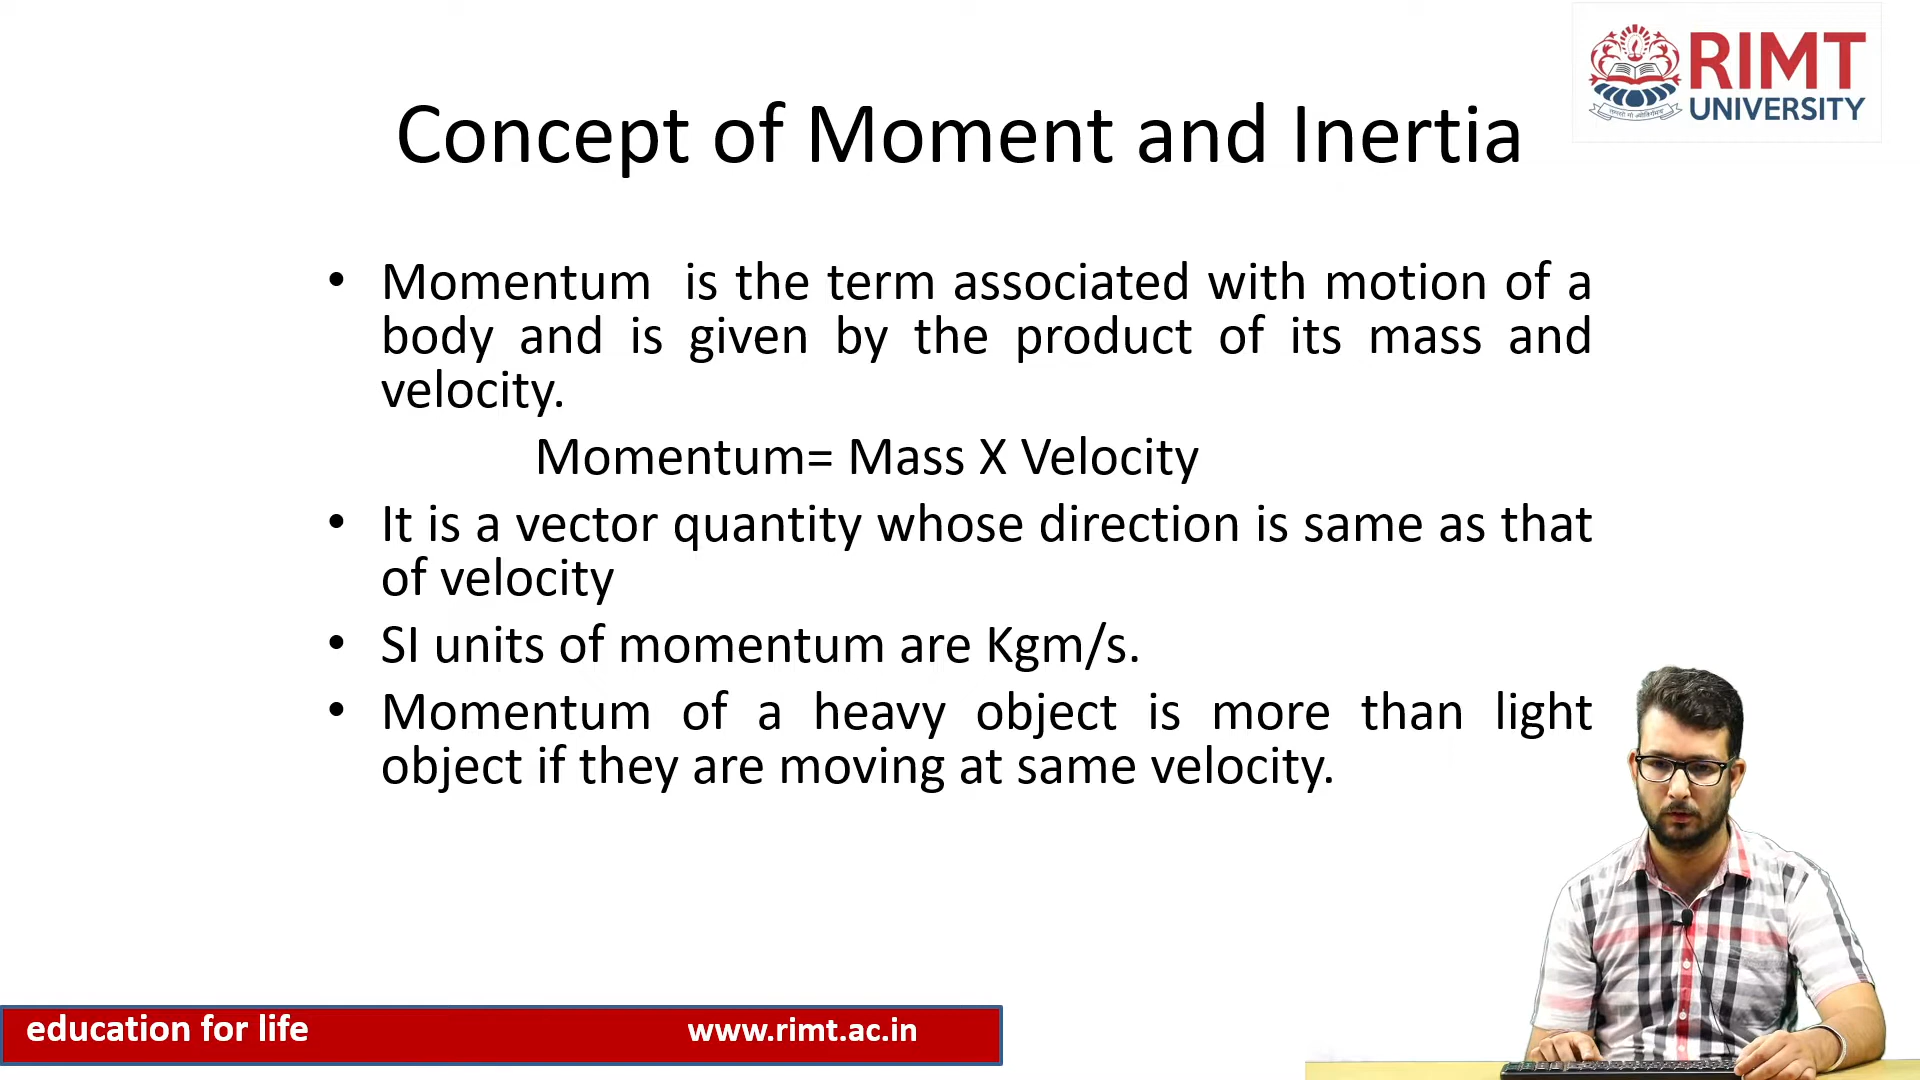 RIMT
UNIVERSITY
Concept of Moment and Inertia
• Momentum is the term associated with motion of a
body and is given by the product of its mass and
velocity.
Momentum= Mass X Velocity
• It is a vector quantity whose direction is same as that
of velocity
• SI units of momentum are Kgm/s.
• Momentum of a heavy object is more than light
object if they are moving at same velocity.
education for life
www.rimt.ac.in